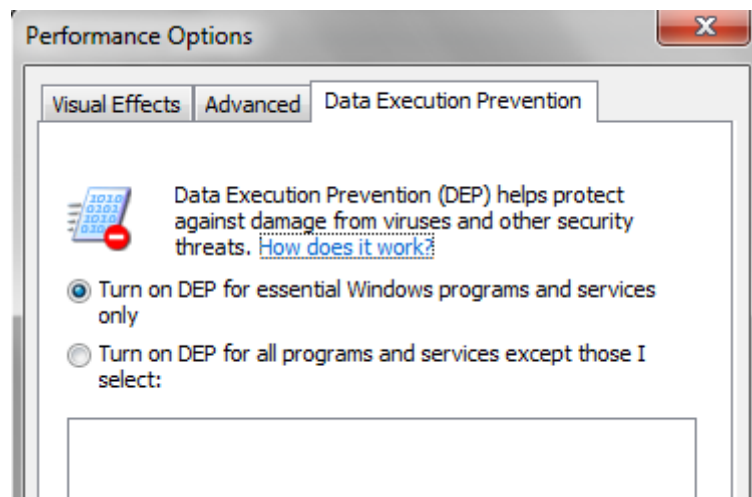 Performance Options
Visual Effects
Advanced
Data Execution Prevention
Data Execution Prevention (DEP) helps protect
against damage from viruses and other security
threats. How does it work?
Turn on DEP for essential Windows programs and services
only
Turn on DEP for all programs and services except those I
select: